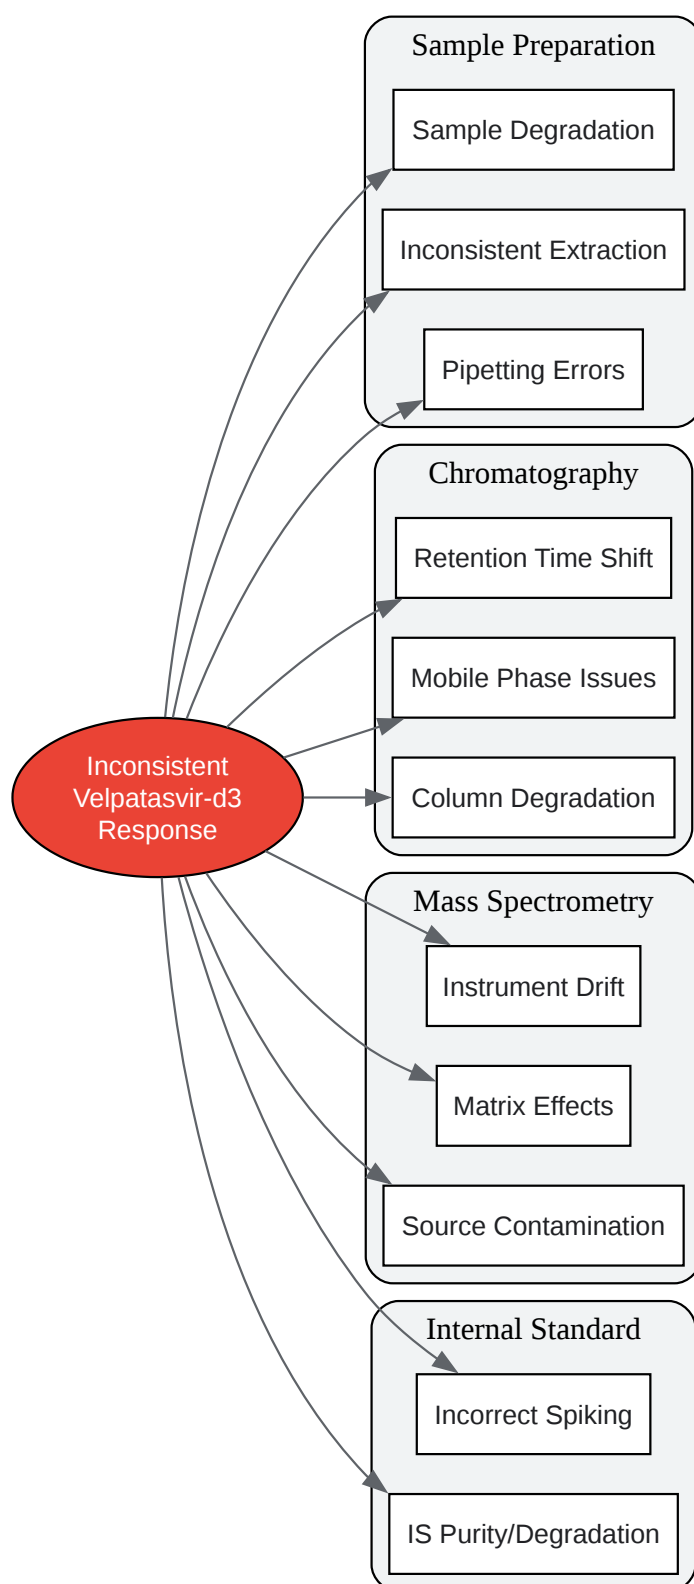 Sample Preparation
Sample Degradation
Inconsistent Extraction
Pipetting Errors
Chromatography
Retention Time Shift
Mobile Phase Issues
Inconsistent
Velpatasvir-d3
Response
Column Degradation
Mass Spectrometry
Instrument Drift
Matrix Effects
Source Contamination
Internal Standard
Incorrect Spiking
IS Purity/Degradation